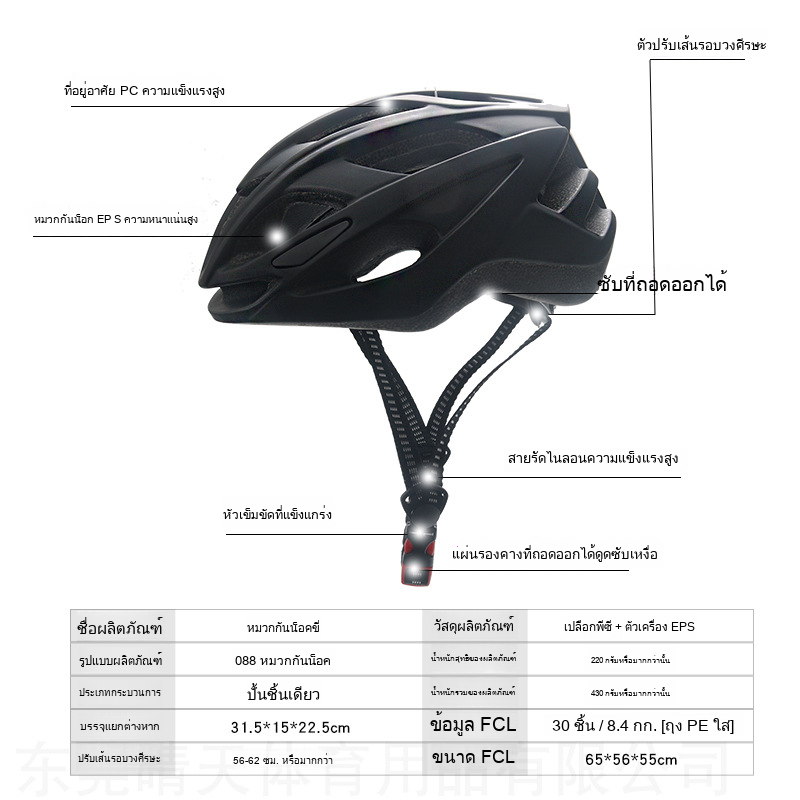 ตัวปรับเส้นรอบวงศีรษะ
ที่อยู่อาศัย PC ความแข็งแรงสูง
หมวกกันน็อก EP S ความหนาแน่นสูง
ซับที่ถอดออกได้
สายรัดไนลอนความแข็งแรงสูง
หัวเข็มขัดที่แข็งแกร่ง
แผ่นรองคางที่ถอดออกได้ดูดซับเหงื่อ
ชื่อผลิตภัณฑ์ หมวกกันน็อคขี่ วัสดุผลิตภัณฑ์ เปลือกพีซี + ตัวเครื่อง EPS
รูปแบบผลิตภัณฑ์ 088 หมวกกันน็อค น้ำหนักสุทธิของผลิตภัณฑ์ 220 กรัมหรือมากกว่านั้น
ประเภทกระบวนการ ปั้นชิ้นเดียว น้ำหนักรวมของผลิตภัณฑ์ 430 กรัมหรือมากกว่านั้น
บรรจุแยกต่างหาก 31.5*15*22.5cm ข้อมูล FCL 30 ชิ้น / 8.4 กก. [ถุง PE ใส]
ปรับเส้นรอบวงศีรษะ 56-62 ซม. หรือมากกว่า ขนาด FCL 65*56*55cm
东莞晴天体育用品有限公司